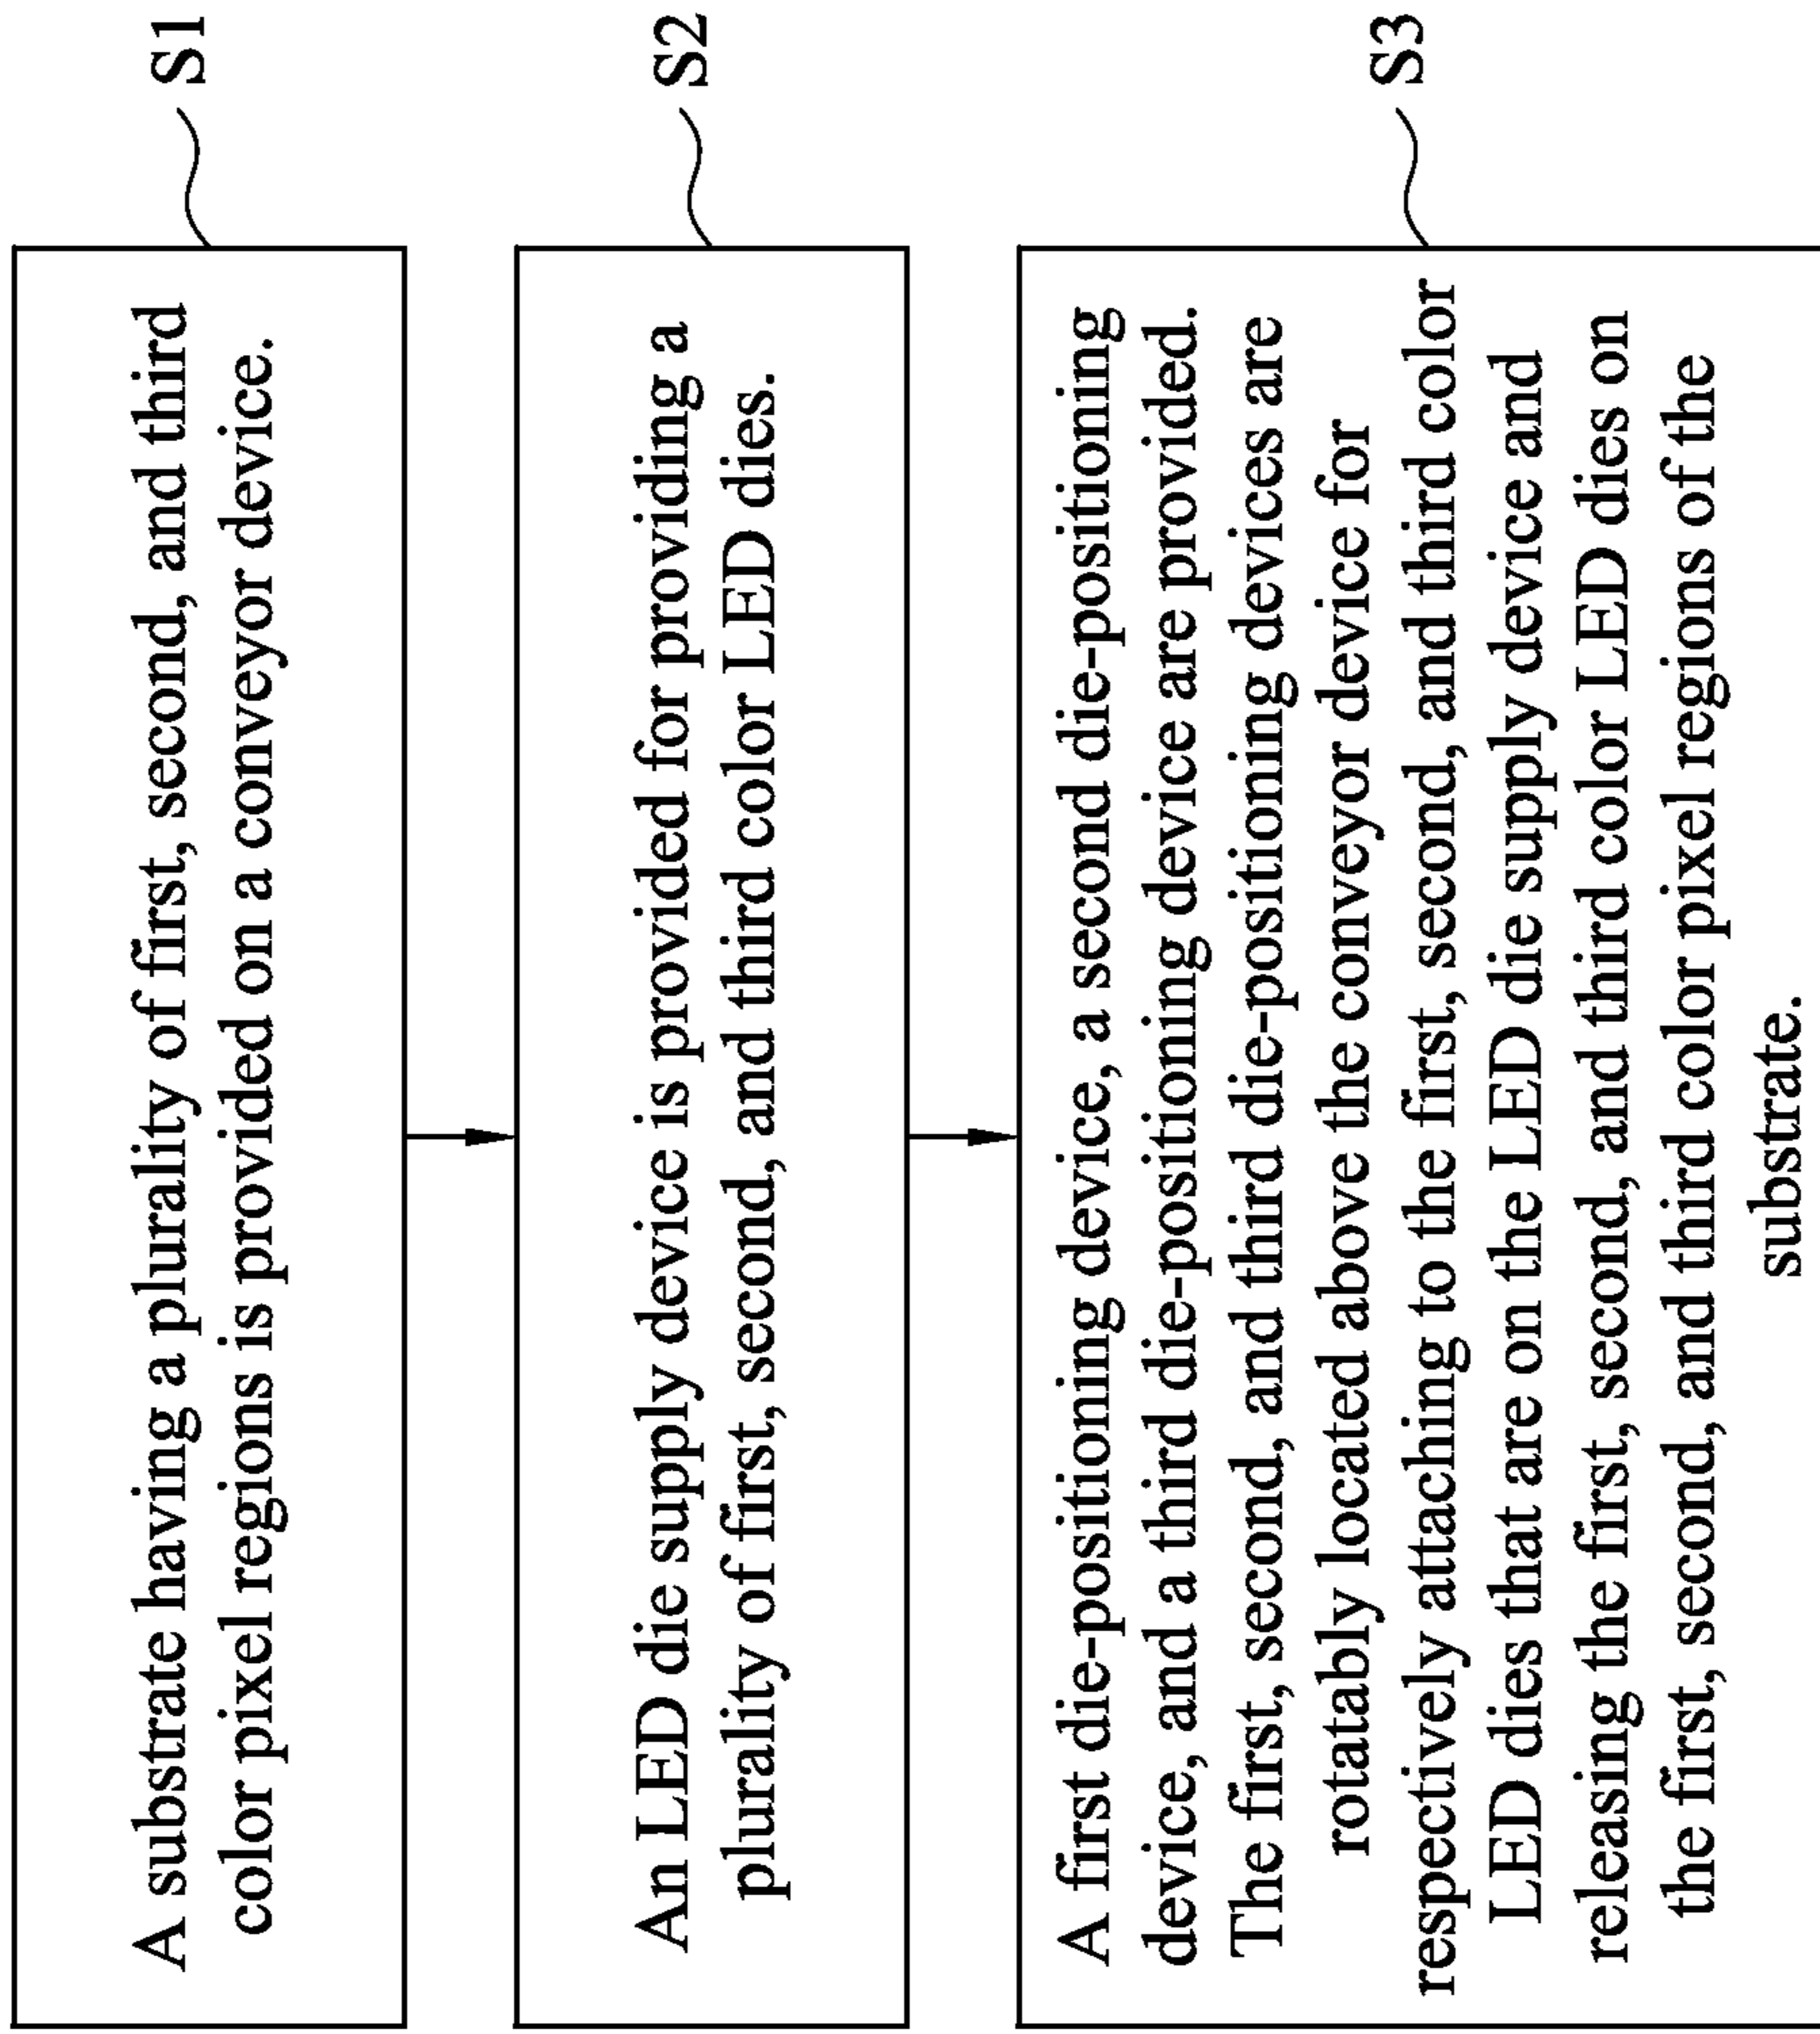 A substrate having a plurality of first, second, and third
color pixel regions is provided on a conveyor device.
S1
An LED die supply device is provided for providing a
plurality of first, second, and third color LED dies.
S2
A first die-positioning device, a second die-positioning
device, and a third die-positioning device are provided.
The first, second, and third die-positioning devices are
rotatably located above the conveyor device for
respectively attaching to the first, second, and third color
LED dies that are on the LED die supply device and
releasing the first, second, and third color LED dies on
the first, second, and third color pixel regions of the
substrate.
S3